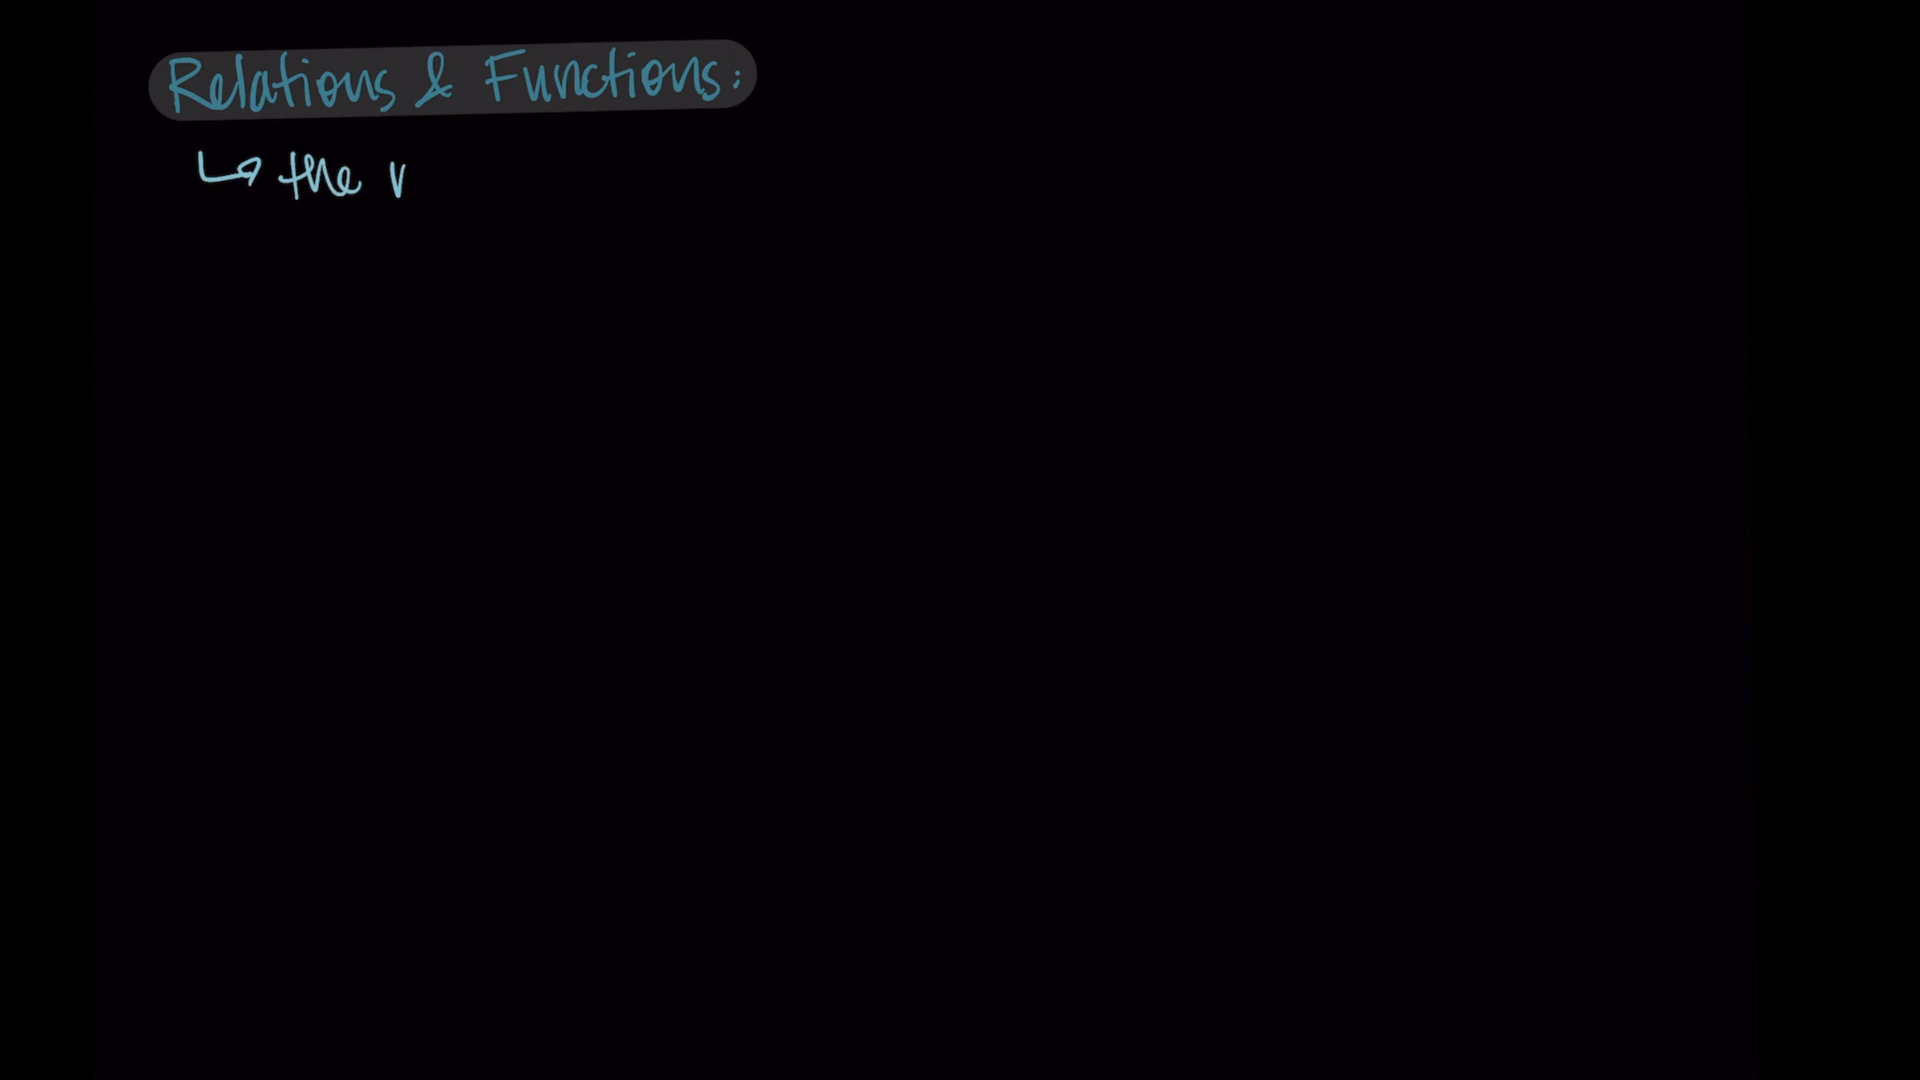 Relations & Functions:
↳ the